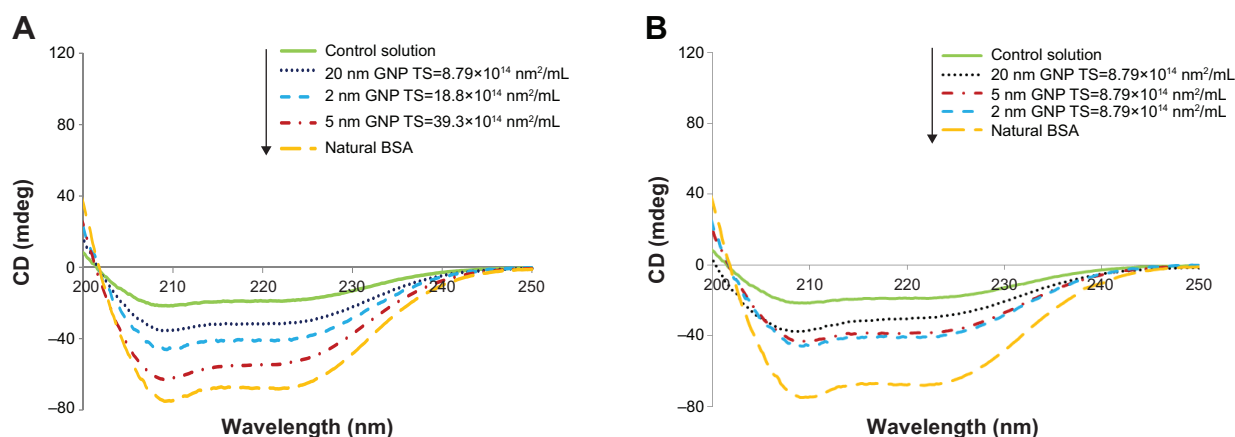 A
120
80
40
0
–40
–80
CD (mdeg)
200
210
220
230
240
250
Wavelength (nm)
Control solution
20 nm GNP TS=8.79×10¹⁴ nm²/mL
2 nm GNP TS=18.8×10¹⁴ nm²/mL
5 nm GNP TS=39.3×10¹⁴ nm²/mL
Natural BSA
B
120
80
40
0
–40
–80
CD (mdeg)
200
210
220
230
240
250
Wavelength (nm)
Control solution
20 nm GNP TS=8.79×10¹⁴ nm²/mL
5 nm GNP TS=8.79×10¹⁴ nm²/mL
2 nm GNP TS=8.79×10¹⁴ nm²/mL
Natural BSA